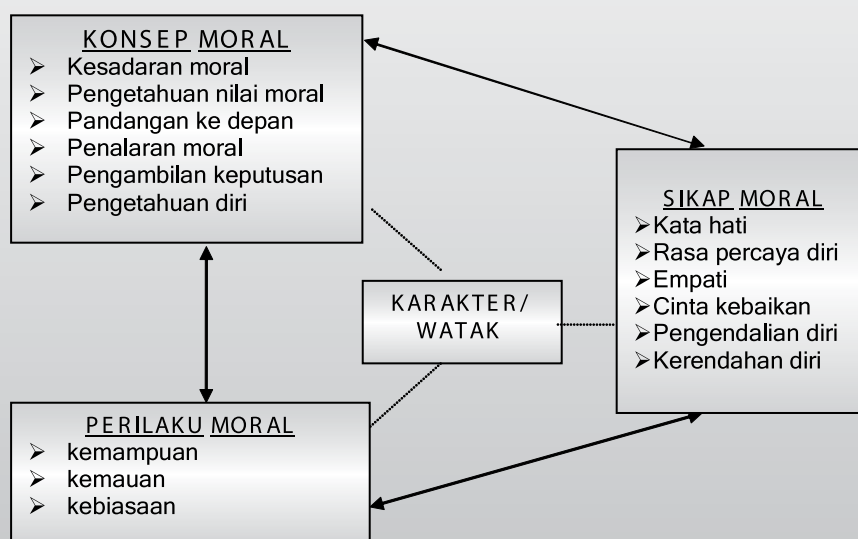 KONSEP MORAL
➢ Kesadaran moral
➢ Pengetahuan nilai moral
➢ Pandangan ke depan
➢ Penalaran moral
➢ Pengambilan keputusan
➢ Pengetahuan diri
SIKAP MORAL
➢Kata hati
➢Rasa percaya diri
➢Empati
➢Cinta kebaikan
➢Pengendalian diri
➢Kerendahan diri
KARAKTER/
WATAK
PERILAKU MORAL
➢ kemampuan
➢ kemauan
➢ kebiasaan